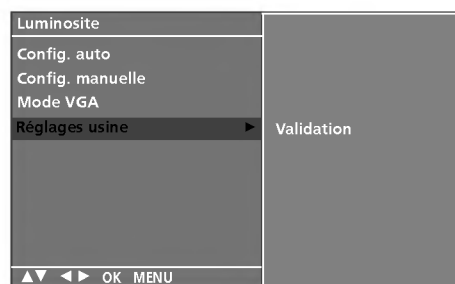 Luminosite
Config. auto
Config. manuelle
Mode VGA
Réglages usine ►
Validation
▲▼ ◄► OK MENU